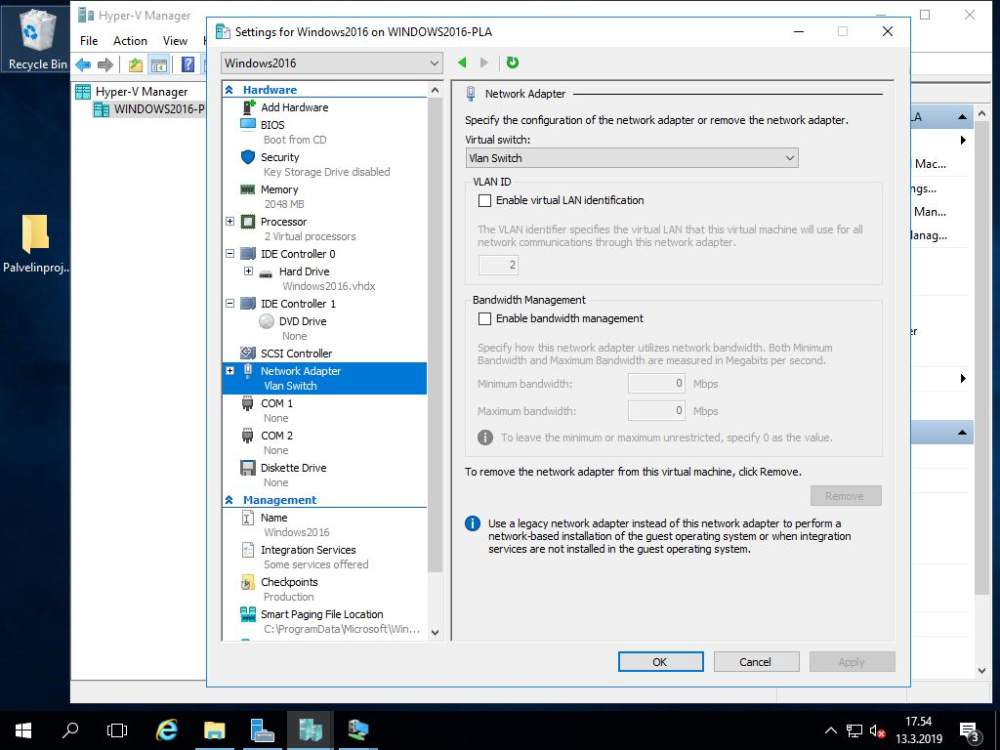 Recycle Bin
Palvelinproj...
Hyper-V Manager
File Action View
Hyper-V Manager
WINDOWS2016-P
Settings for Windows2016 on WINDOWS2016-PLA
Windows2016
Hardware
Add Hardware
BIOS
Boot from CD
Security
Key Storage Drive disabled
Memory
2048 MB
Processor
2 Virtual processors
IDE Controller 0
Hard Drive
Windows2016.vhdx
IDE Controller 1
DVD Drive
None
SCSI Controller
Network Adapter
Vlan Switch
COM 1
None
COM 2
None
Diskette Drive
None
Management
Name
Windows2016
Integration Services
Some services offered
Checkpoints
Production
Smart Paging File Location
C:\ProgramData\Microsoft\Win...
Network Adapter
Specify the configuration of the network adapter or remove the network adapter.
Virtual switch:
Vlan Switch
VLAN ID
Enable virtual LAN identification
The VLAN identifier specifies the virtual LAN that this virtual machine will use for all
network communications through this network adapter.
2
Bandwidth Management
Enable bandwidth management
Specify how this network adapter utilizes network bandwidth. Both Minimum
Bandwidth and Maximum Bandwidth are measured in Megabits per second.
Minimum bandwidth: 0 Mbps
Maximum bandwidth: 0 Mbps
To leave the minimum or maximum unrestricted, specify 0 as the value.
To remove the network adapter from this virtual machine, click Remove.
Remove
Use a legacy network adapter instead of this network adapter to perform a
network-based installation of the guest operating system or when integration
services are not installed in the guest operating system.
OK Cancel Apply
LA
Mac...
ngs...
Man...
lanag...
er
17.54
13.3.2019
3